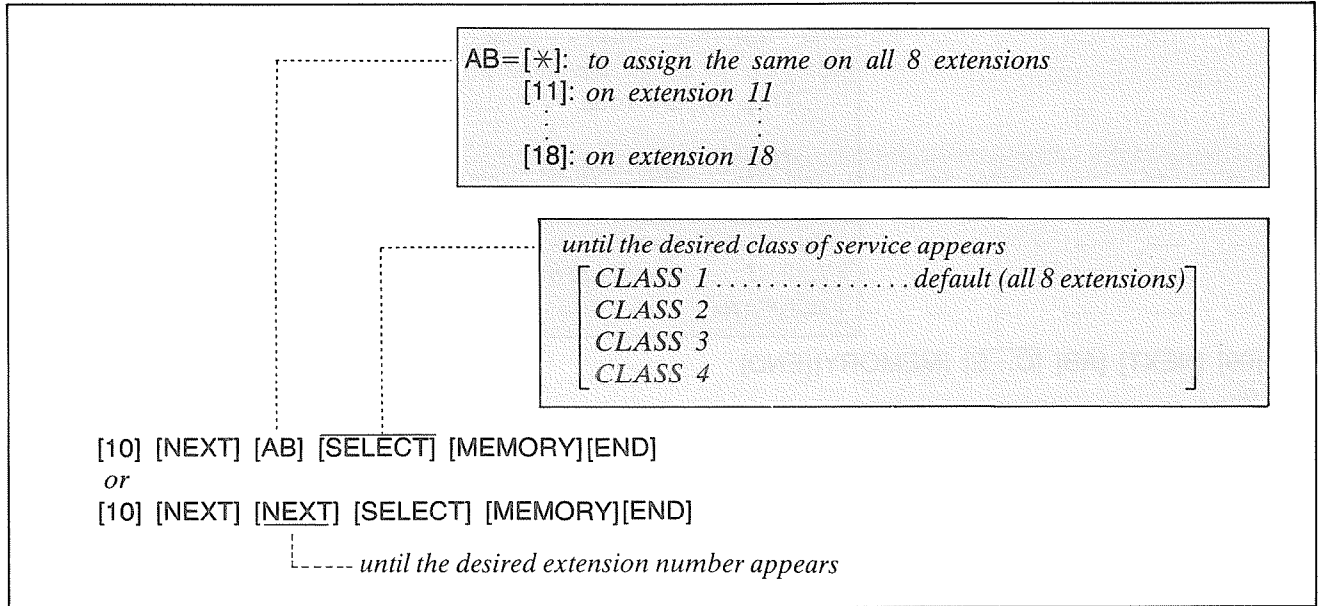 AB=[✳]: to assign the same on all 8 extensions
[11]: on extension 11
: :
[18]: on extension 18
until the desired class of service appears
CLASS 1 . . . . . . . . . . . . . . . default (all 8 extensions)
CLASS 2
CLASS 3
CLASS 4
[10] [NEXT] [AB] [SELECT] [MEMORY][END]
or
[10] [NEXT] [NEXT] [SELECT] [MEMORY][END]
until the desired extension number appears